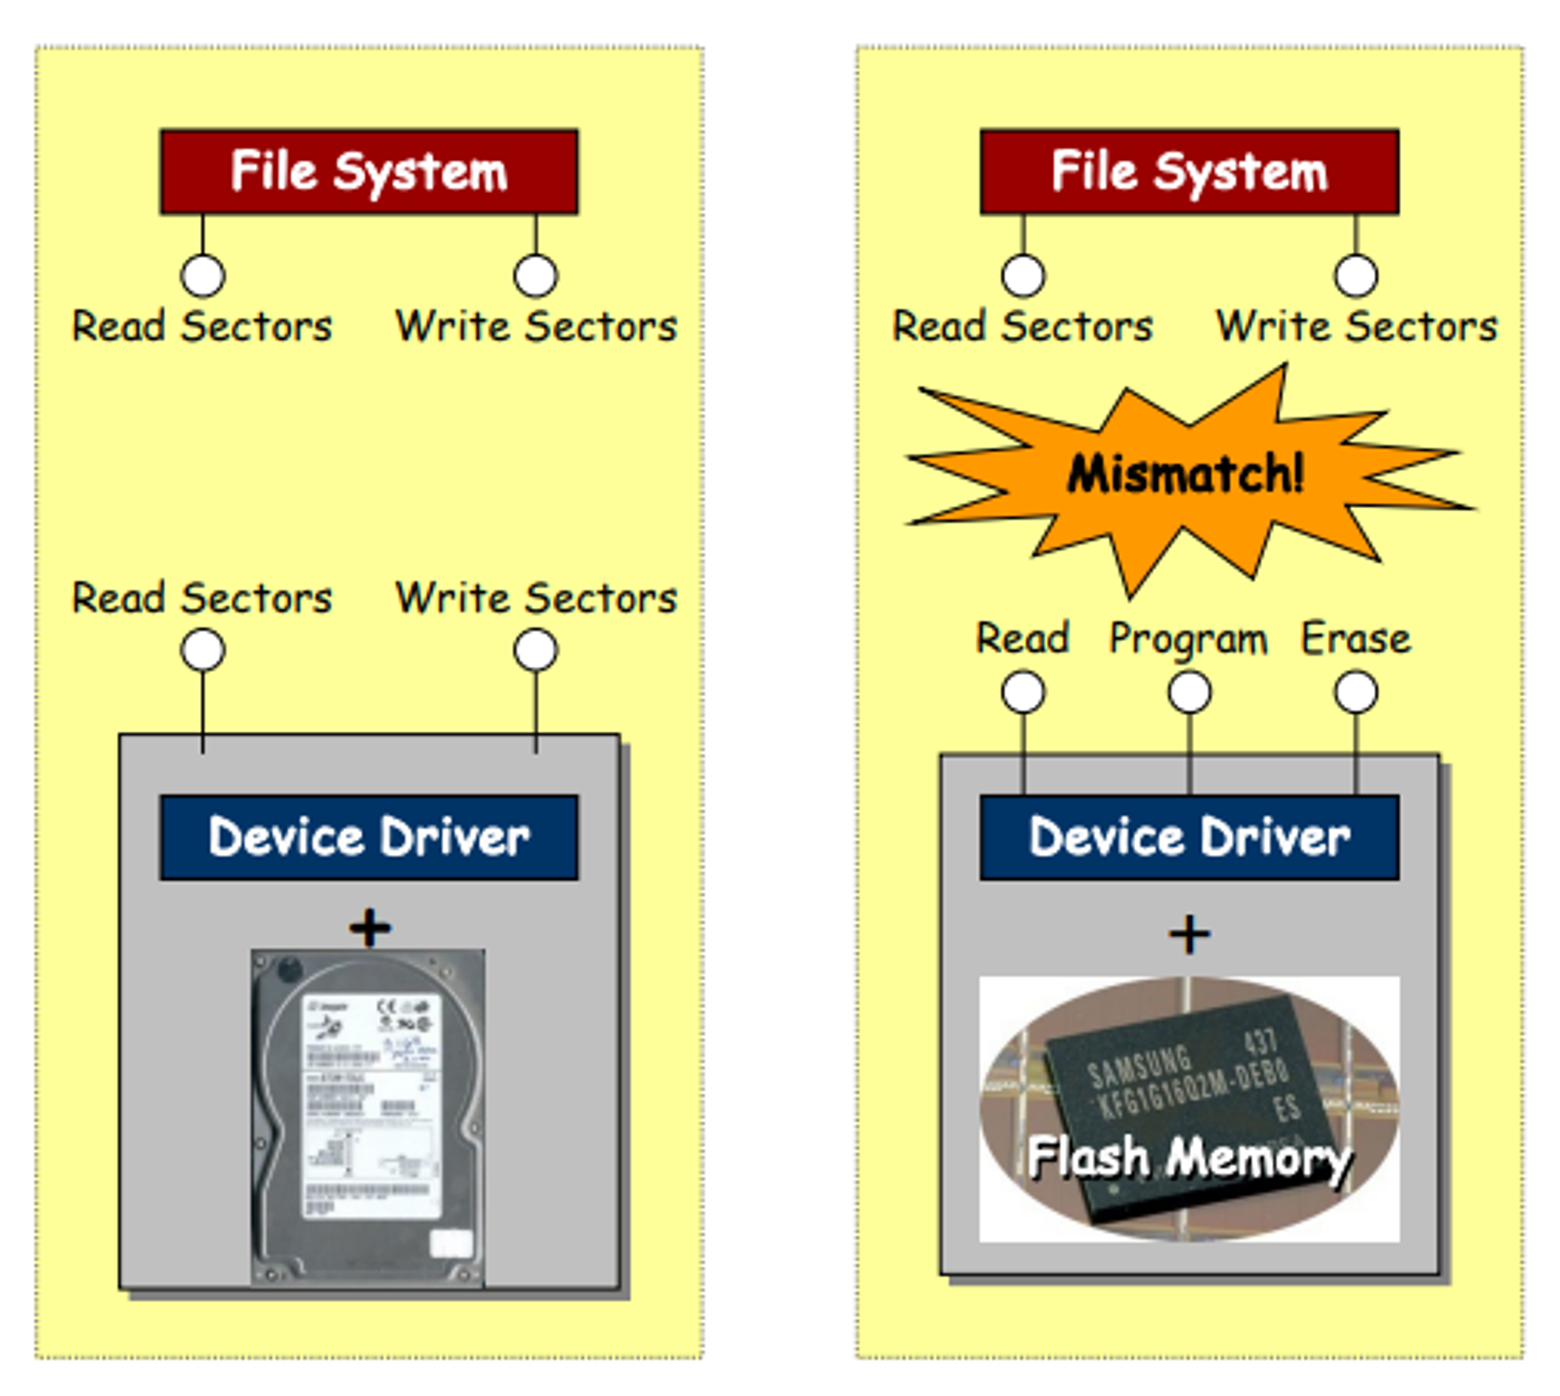 File System
Read Sectors Write Sectors
Read Sectors Write Sectors
Device Driver
+
File System
Read Sectors Write Sectors
Mismatch!
Read Program Erase
Device Driver
+
SAMSUNG 437
KFG1G1602M-DEB0
ES
Flash Memory